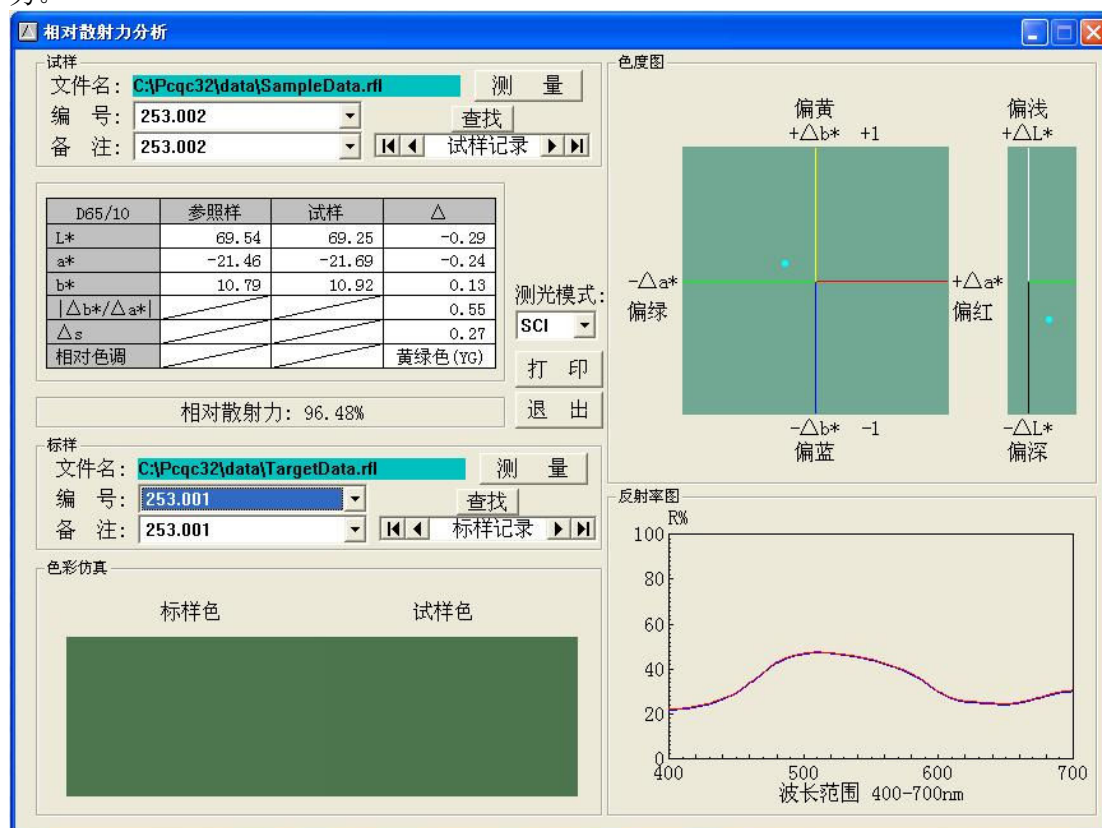 力。
相对散射力分析
试样
文件名: C:\Pcqc32\data\SampleData.rfl 测 量
编 号: 253.002 查找
备 注: 253.002 试样记录
D65/10 参照样 试样 △
L* 69.54 69.25 -0.29
a* -21.46 -21.69 -0.24
b* 10.79 10.92 0.13
|△b*/△a*| 0.55
△s 0.27
相对色调 黄绿色(YG)
测光模式:
SCI
打 印
退 出
相对散射力: 96.48%
标样
文件名: C:\Pcqc32\data\TargetData.rfl 测 量
编 号: 253.001 查找
备 注: 253.001 标样记录
色彩仿真
标样色 试样色
色度图
偏黄 偏浅
+△b* +1 +△L*
-△a* +△a*
偏绿 偏红
-△b* -1 -△L*
偏蓝 偏深
反射率图
R%
100
80
60
40
20
0
400 500 600 700
波长范围 400-700nm